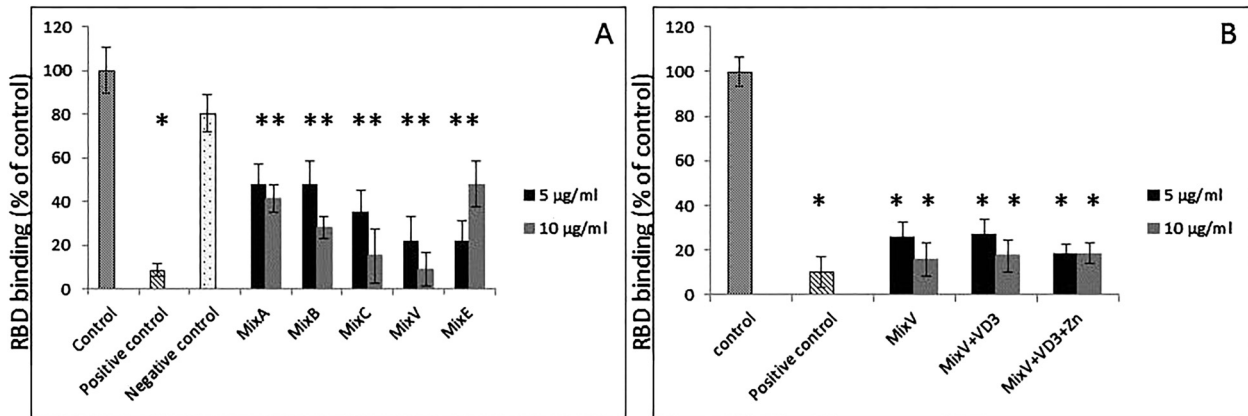 A
RBD binding (% of control)
120
100
80
60
40
20
0
* ** ** ** ** **
5 µg/ml
10 µg/ml
Control
Positive control
Negative control
MixA
MixB
MixC
MixV
MixE
B
RBD binding (% of control)
120
100
80
60
40
20
0
* * * * * * *
5 µg/ml
10 µg/ml
control
Positive control
MixV
MixV+VD3
MixV+VD3+Zn